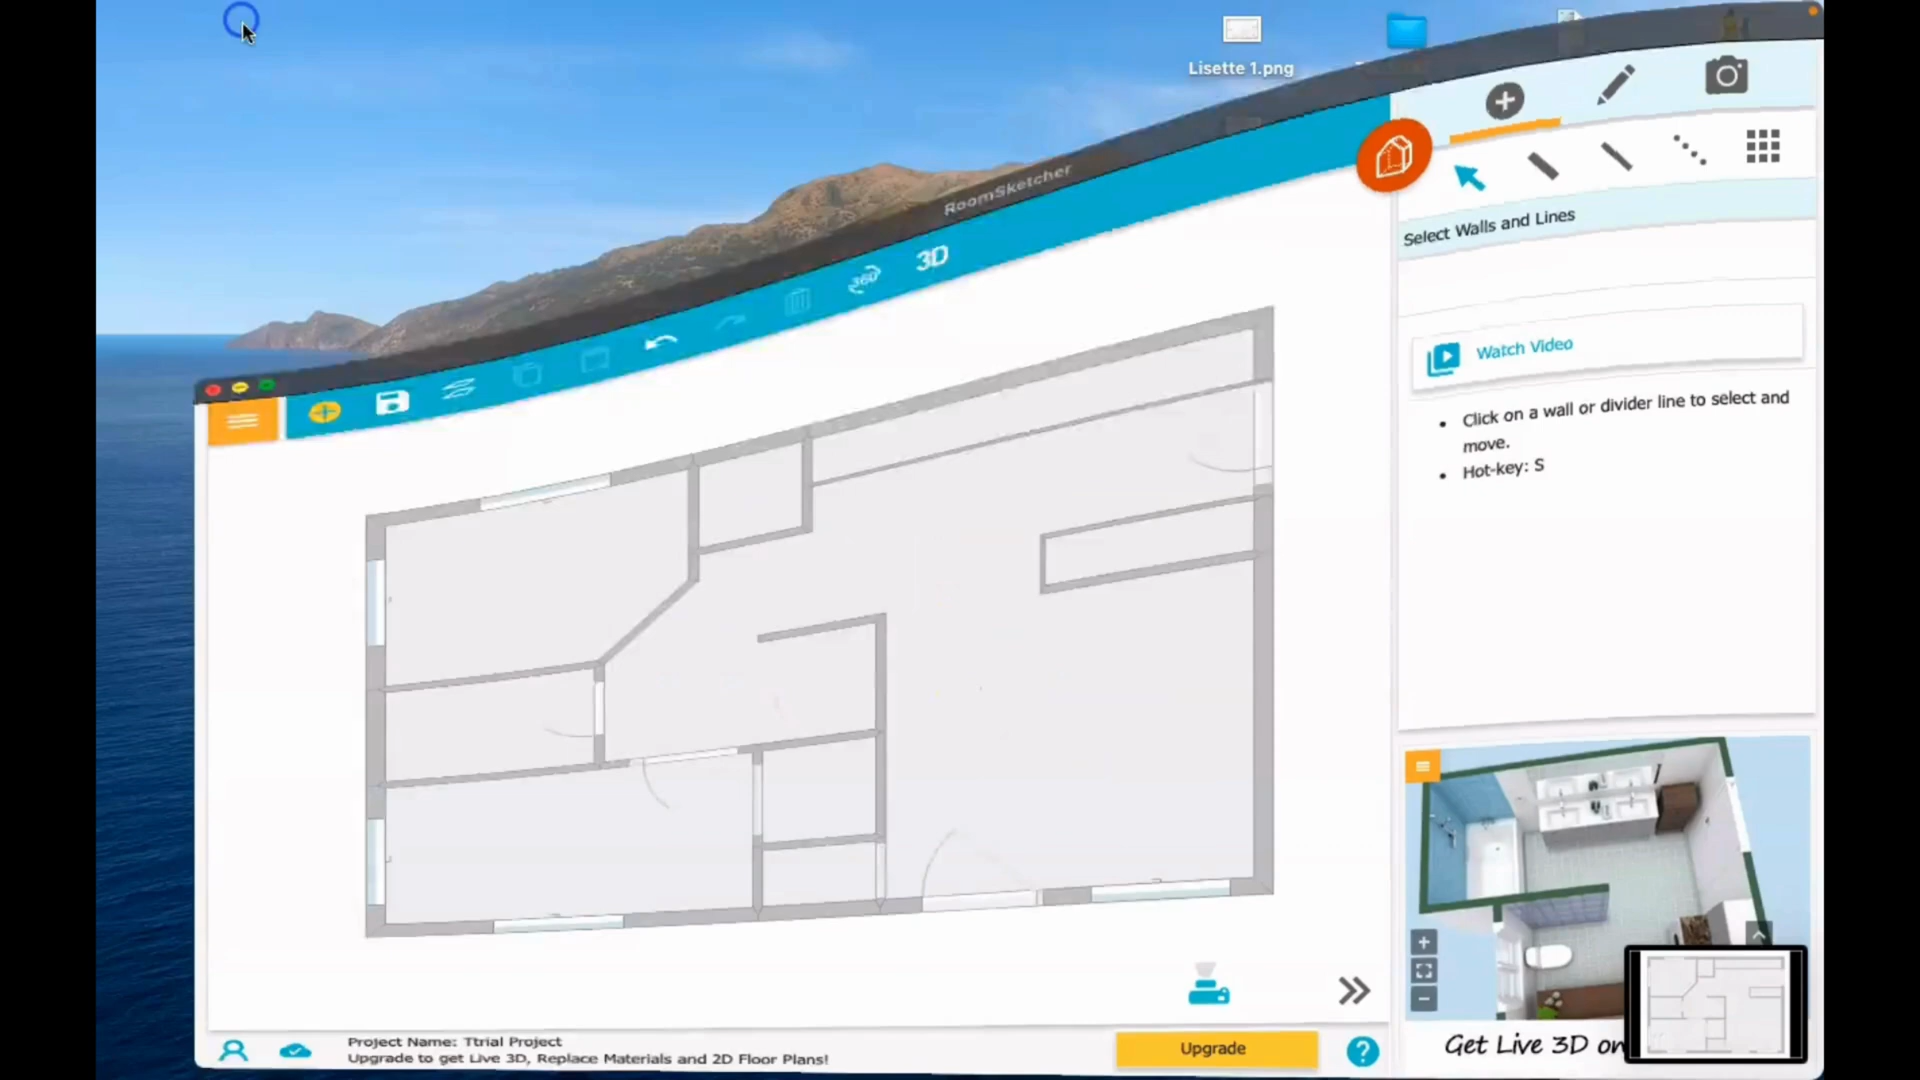 Lisette 1.png
RoomSketcher
360
3D
Select Walls and Lines
Watch Video
• Click on a wall or divider line to select and
move.
• Hot-key: S
Project Name: Ttrial Project
Upgrade to get Live 3D, Replace Materials and 2D Floor Plans!
Upgrade
?
Get Live 3D on